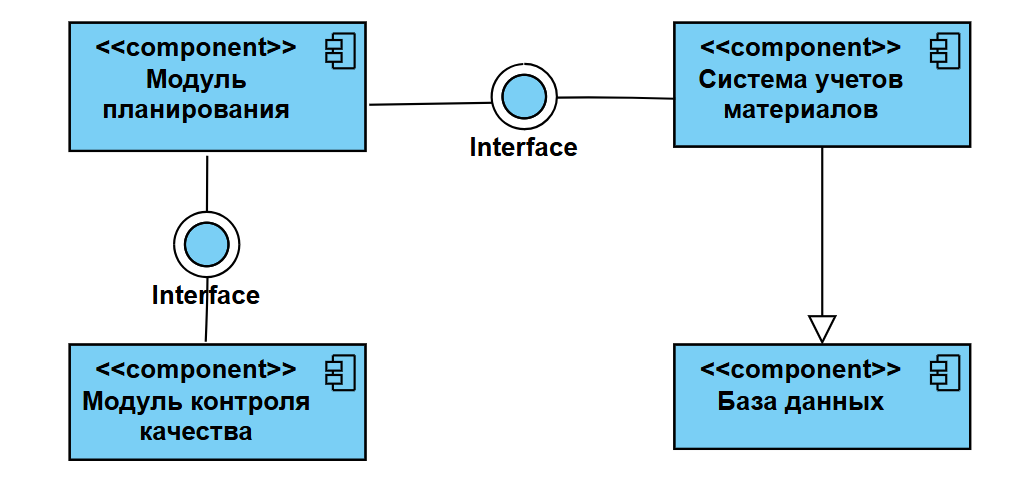 <<component>>
Модуль
планирования
Interface
<<component>>
Система учетов
материалов
Interface
<<component>>
Модуль контроля
качества
<<component>>
База данных